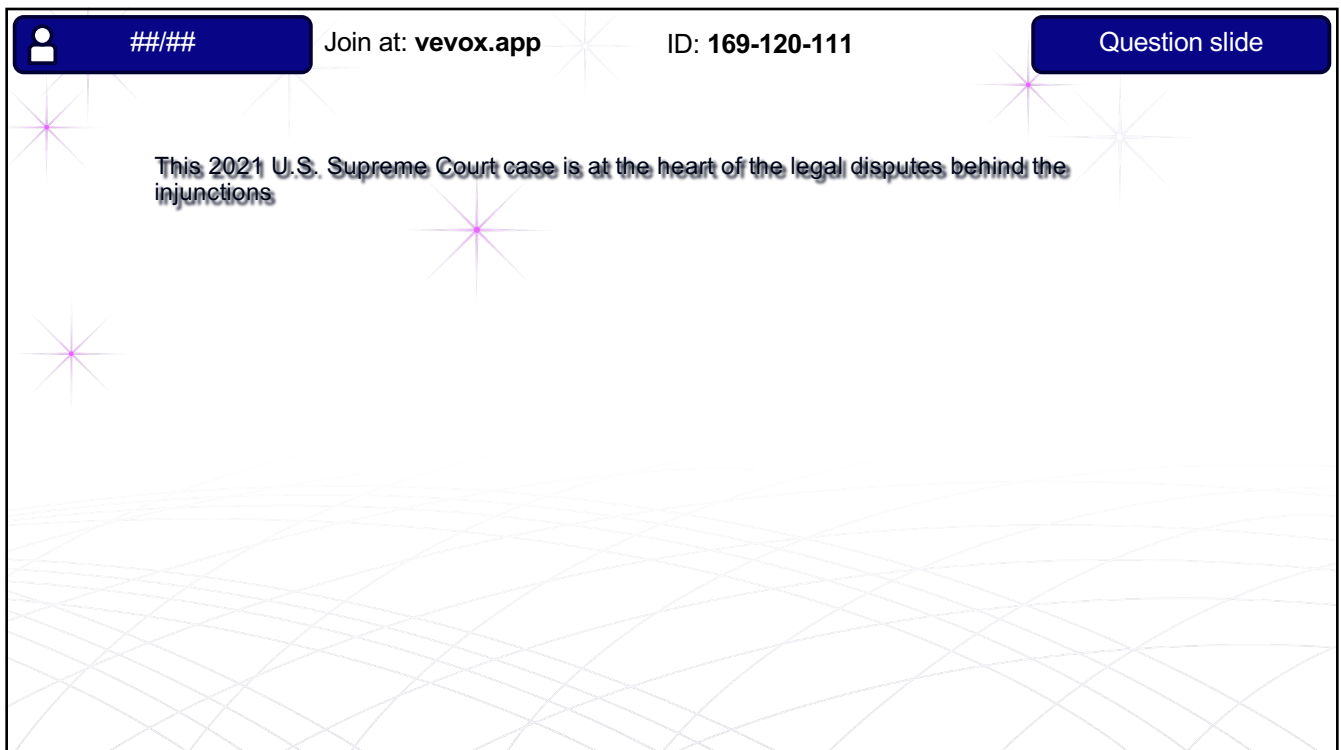 ##/## Join at: vevox.app ID: 169-120-111 Question slide
This 2021 U.S. Supreme Court case is at the heart of the legal disputes behind the
injunctions